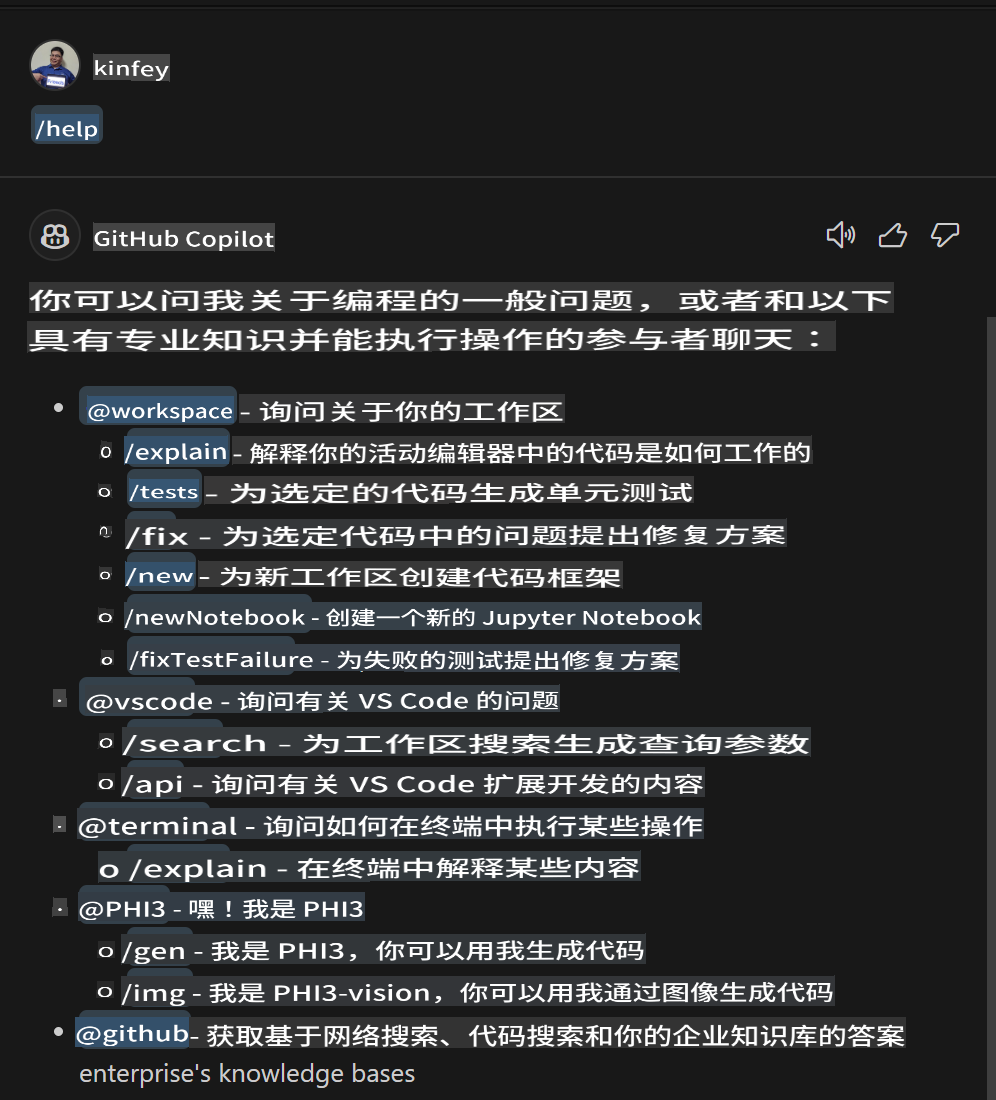 kinfey
/help
GitHub Copilot
你可以问我关于编程的一般问题，或者和以下
具有专业知识并能执行操作的参与者聊天：
• @workspace - 询问关于你的工作区
o /explain - 解释你的活动编辑器中的代码是如何工作的
o /tests - 为选定的代码生成单元测试
o /fix - 为选定代码中的问题提出修复方案
o /new - 为新工作区创建代码框架
o /newNotebook - 创建一个新的 Jupyter Notebook
o /fixTestFailure - 为失败的测试提出修复方案
· @vscode - 询问有关 VS Code 的问题
o /search - 为工作区搜索生成查询参数
o /api - 询问有关 VS Code 扩展开发的内容
· @terminal - 询问如何在终端中执行某些操作
o /explain - 在终端中解释某些内容
· @PHI3 - 嘿！我是 PHI3
o /gen - 我是 PHI3，你可以用我生成代码
o /img - 我是 PHI3-vision，你可以用我通过图像生成代码
• @github - 获取基于网络搜索、代码搜索和你的企业知识库的答案
enterprise's knowledge bases